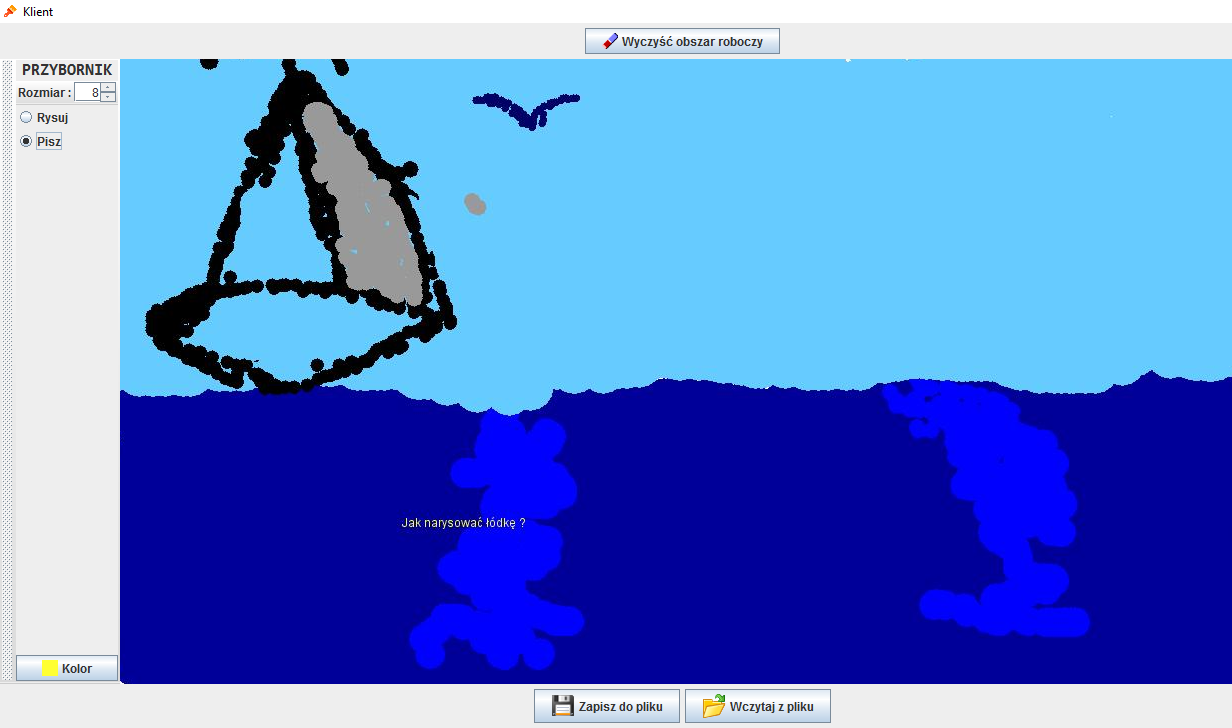 Klient
Wyczyść obszar roboczy
PRZYBORNIK
Rozmiar :  8
Rysuj
Pisz
Jak narysować łódkę ?
Kolor
Zapisz do pliku
Wczytaj z pliku